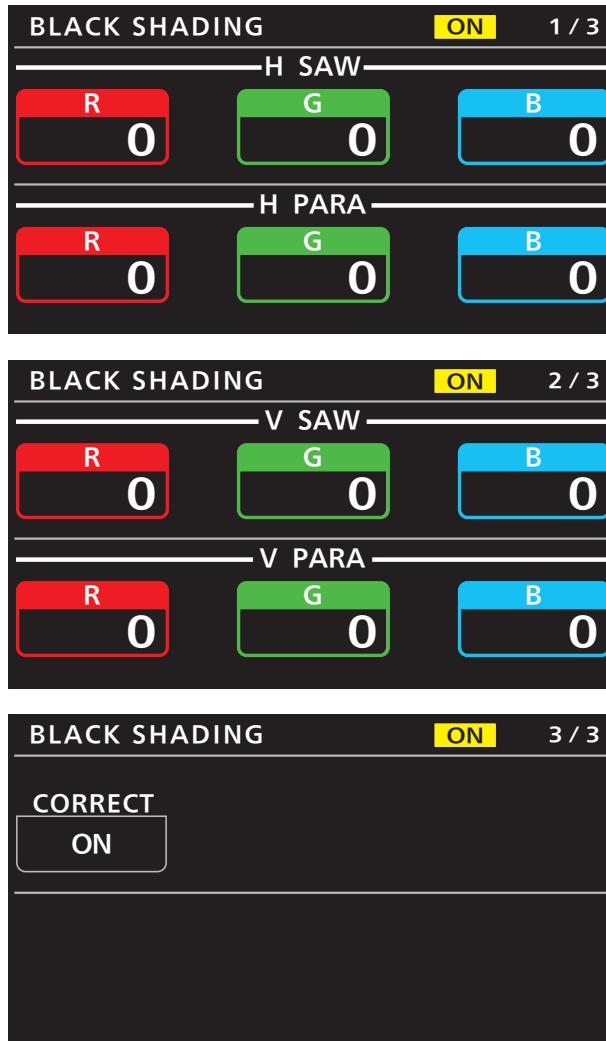 BLACK SHADING ON 1 / 3
H SAW
R G B
0 0 0
H PARA
R G B
0 0 0
BLACK SHADING ON 2 / 3
V SAW
R G B
0 0 0
V PARA
R G B
0 0 0
BLACK SHADING ON 3 / 3
CORRECT
ON